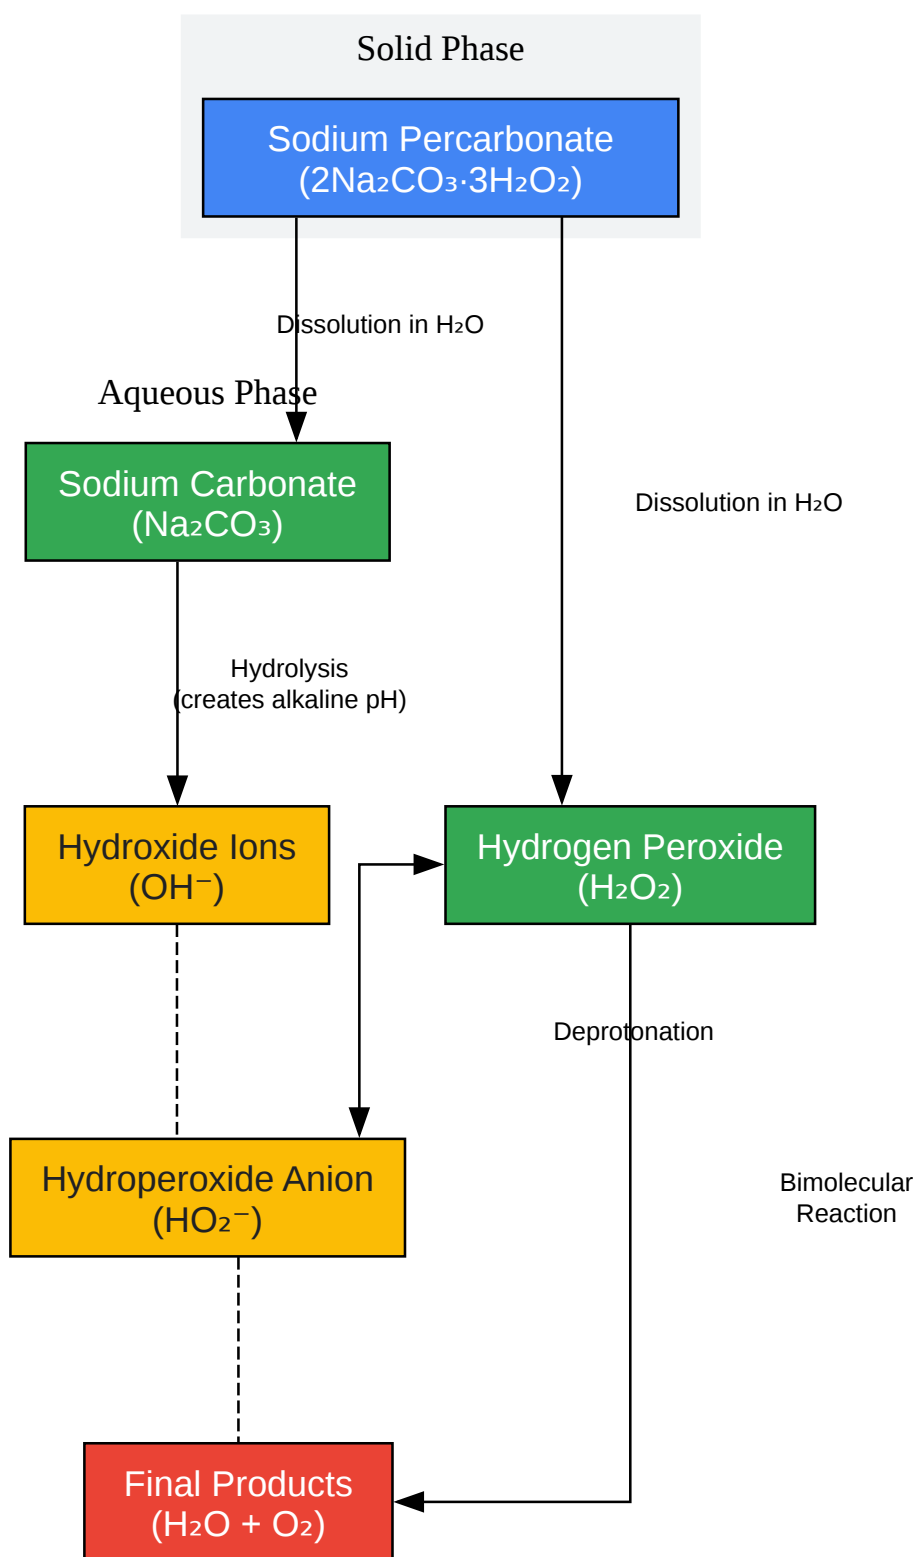 Solid Phase
Sodium Percarbonate
(2Na₂CO₃·3H₂O₂)
Dissolution in H₂O
Aqueous Phase
Sodium Carbonate
(Na₂CO₃)
Dissolution in H₂O
Hydrolysis
(creates alkaline pH)
Hydroxide Ions
(OH⁻)
Hydrogen Peroxide
(H₂O₂)
Deprotonation
Hydroperoxide Anion
(HO₂⁻)
Bimolecular
Reaction
Final Products
(H₂O + O₂)